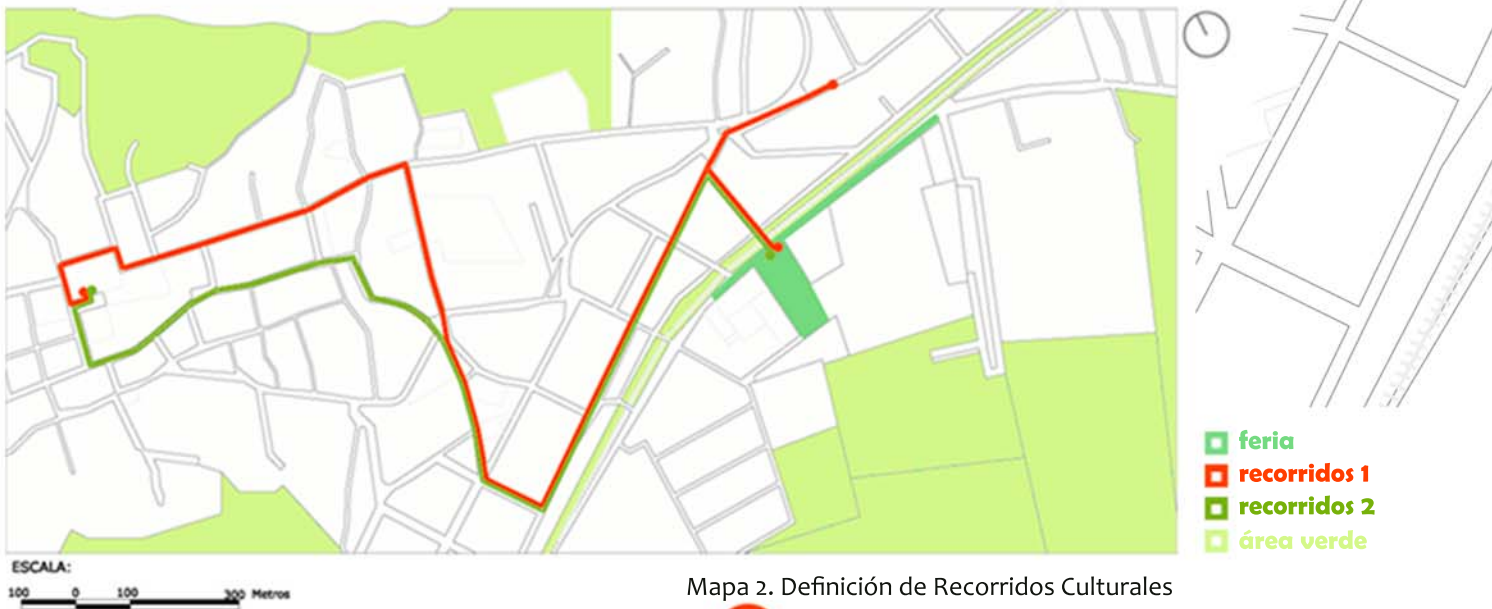 feria
recorridos 1
recorridos 2
área verde
ESCALA:
100 0 100 300 Metros
Mapa 2. Definición de Recorridos Culturales